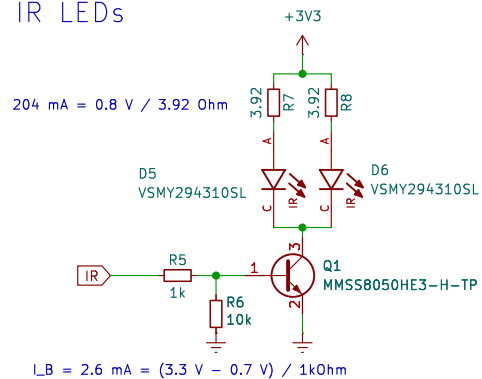 IR LEDs
+3V3
3.92 R7
3.92 R8
204 mA = 0.8 V / 3.92 Ohm
A
A
D5
VSMY294310SL
D6
VSMY294310SL
IR
IR
C
C
3
Q1
MMSS8050HE3-H-TP
1
2
IR
R5
1k
R6
10k
I_B = 2.6 mA = (3.3 V - 0.7 V) / 1kOhm